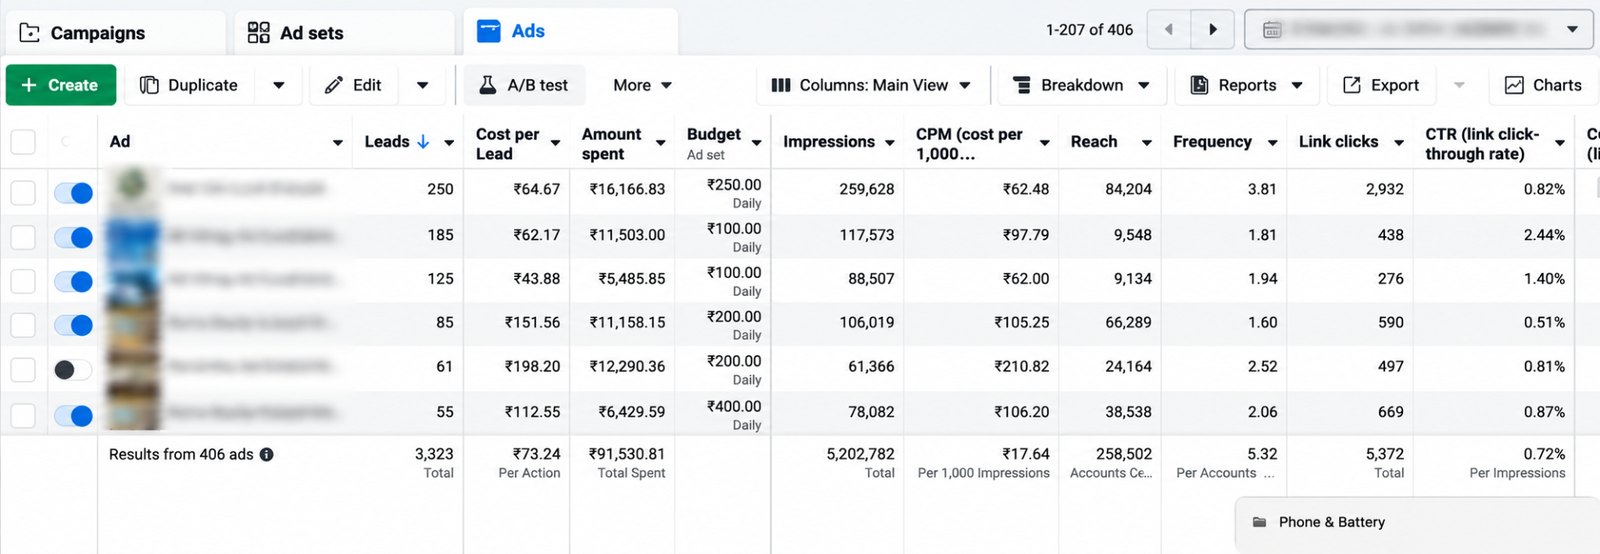 Campaigns
Ad sets
Ads
1-207 of 406
+ Create
Duplicate
Edit
A/B test
More
Columns: Main View
Breakdown
Reports
Export
Charts
Ad Leads Cost per Lead Amount spent Budget Ad set Impressions CPM (cost per 1,000... Reach Frequency Link clicks CTR (link click-through rate)
250 ₹64.67 ₹16,166.83 ₹250.00 Daily 259,628 ₹62.48 84,204 3.81 2,932 0.82%
185 ₹62.17 ₹11,503.00 ₹100.00 Daily 117,573 ₹97.79 9,548 1.81 438 2.44%
125 ₹43.88 ₹5,485.85 ₹100.00 Daily 88,507 ₹62.00 9,134 1.94 276 1.40%
85 ₹151.56 ₹11,158.15 ₹200.00 Daily 106,019 ₹105.25 66,289 1.60 590 0.51%
61 ₹198.20 ₹12,290.36 ₹200.00 Daily 61,366 ₹210.82 24,164 2.52 497 0.81%
55 ₹112.55 ₹6,429.59 ₹400.00 Daily 78,082 ₹106.20 38,538 2.06 669 0.87%
Results from 406 ads 3,323 ₹73.24 ₹91,530.81 5,202,782 ₹17.64 258,502 5.32 5,372 0.72%
Total Per Action Total Spent Total Per 1,000 Impressions Accounts Ce... Per Accounts ... Total Per Impressions
Phone & Battery